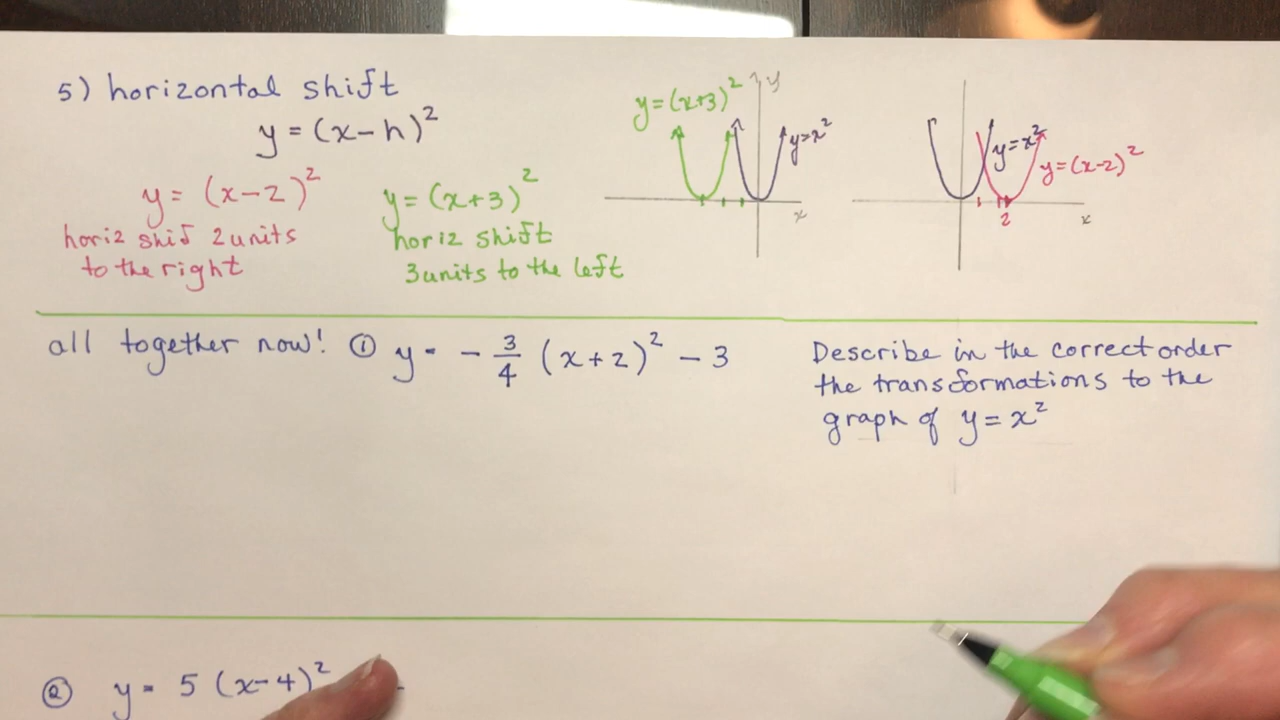 5) horizontal shift
y = (x-h)²
y = (x-2)²
horiz shif 2 units
to the right
y = (x+3)²
horiz shift
3 units to the left
y=(x+3)²
y
y=x²
x
y=x²
y=(x-2)²
2
x
all together now! ① y = - 3/4 (x+2)² - 3
Describe in the correct order
the transformations to the
graph of y = x²
② y = 5 (x-4)²